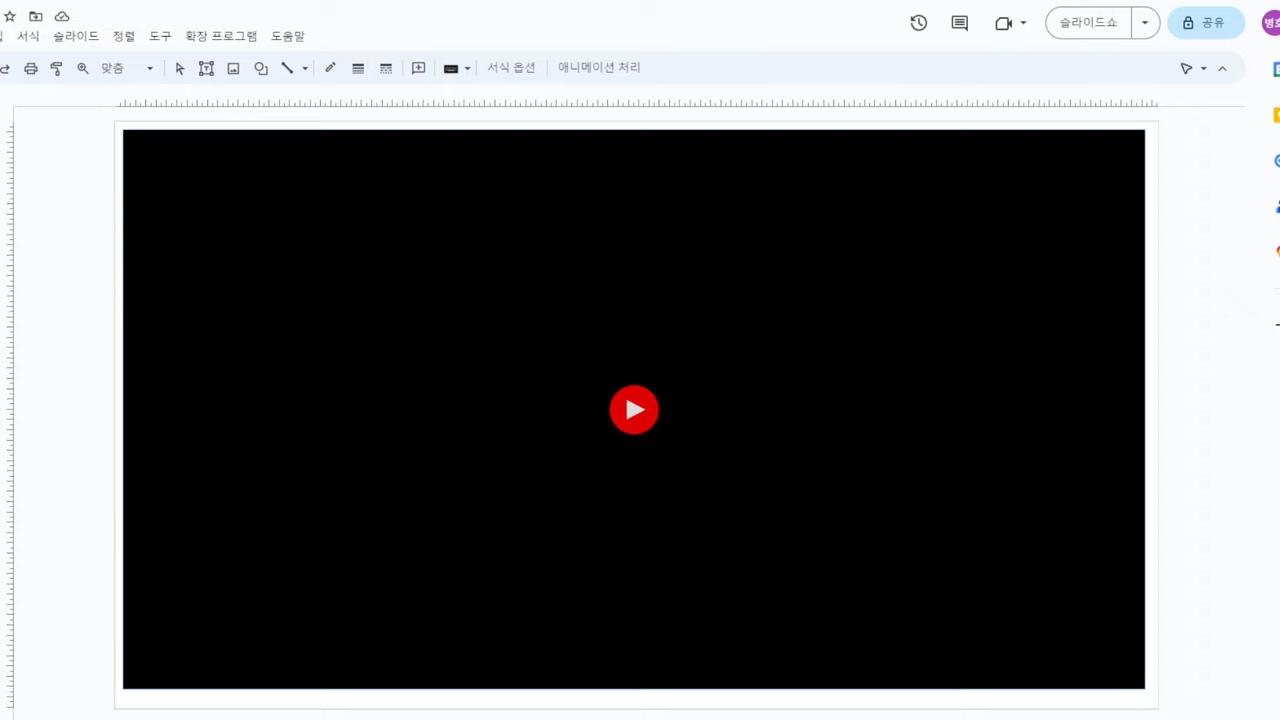 서식 슬라이드 정렬 도구 확장 프로그램 도움말
슬라이드쇼
공유
병호
맞춤
서식 옵션
애니메이션 처리